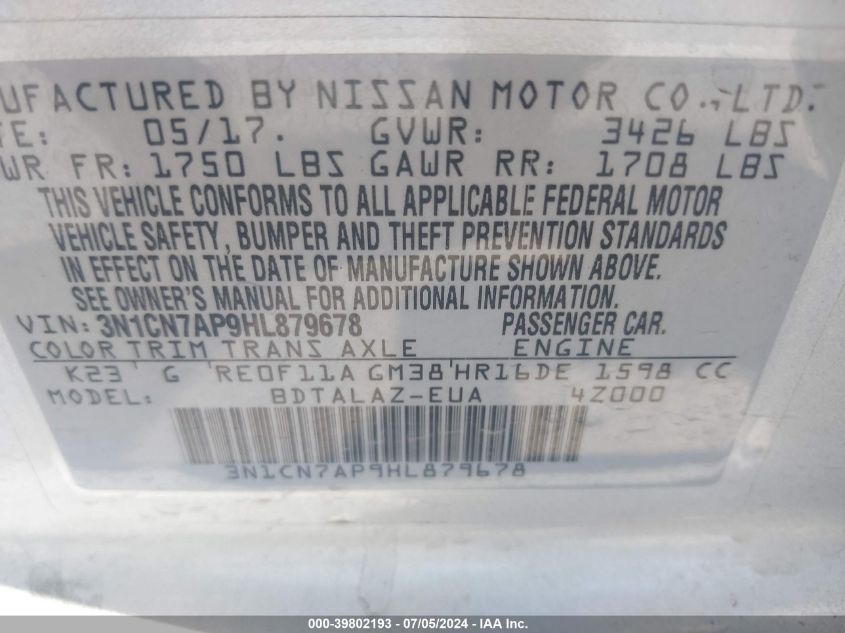 UFACTURED BY NISSAN MOTOR CO., LTD.
TE: 05/17. GVWR: 3426 LBS
WR FR: 1750 LBS GAWR RR: 1708 LBS
THIS VEHICLE CONFORMS TO ALL APPLICABLE FEDERAL MOTOR
VEHICLE SAFETY, BUMPER AND THEFT PREVENTION STANDARDS
IN EFFECT ON THE DATE OF MANUFACTURE SHOWN ABOVE.
SEE OWNER'S MANUAL FOR ADDITIONAL INFORMATION.
VIN: 3N1CN7AP9HL879678 PASSENGER CAR.
COLOR TRIM TRANS AXLE ENGINE
K23 G RE0F11A GM38 HR16DE 1598 CC
MODEL: BDTALAZ-EUA 4Z000
3N1CN7AP9HL879678
000-39802193 - 07/05/2024 - IAA Inc.